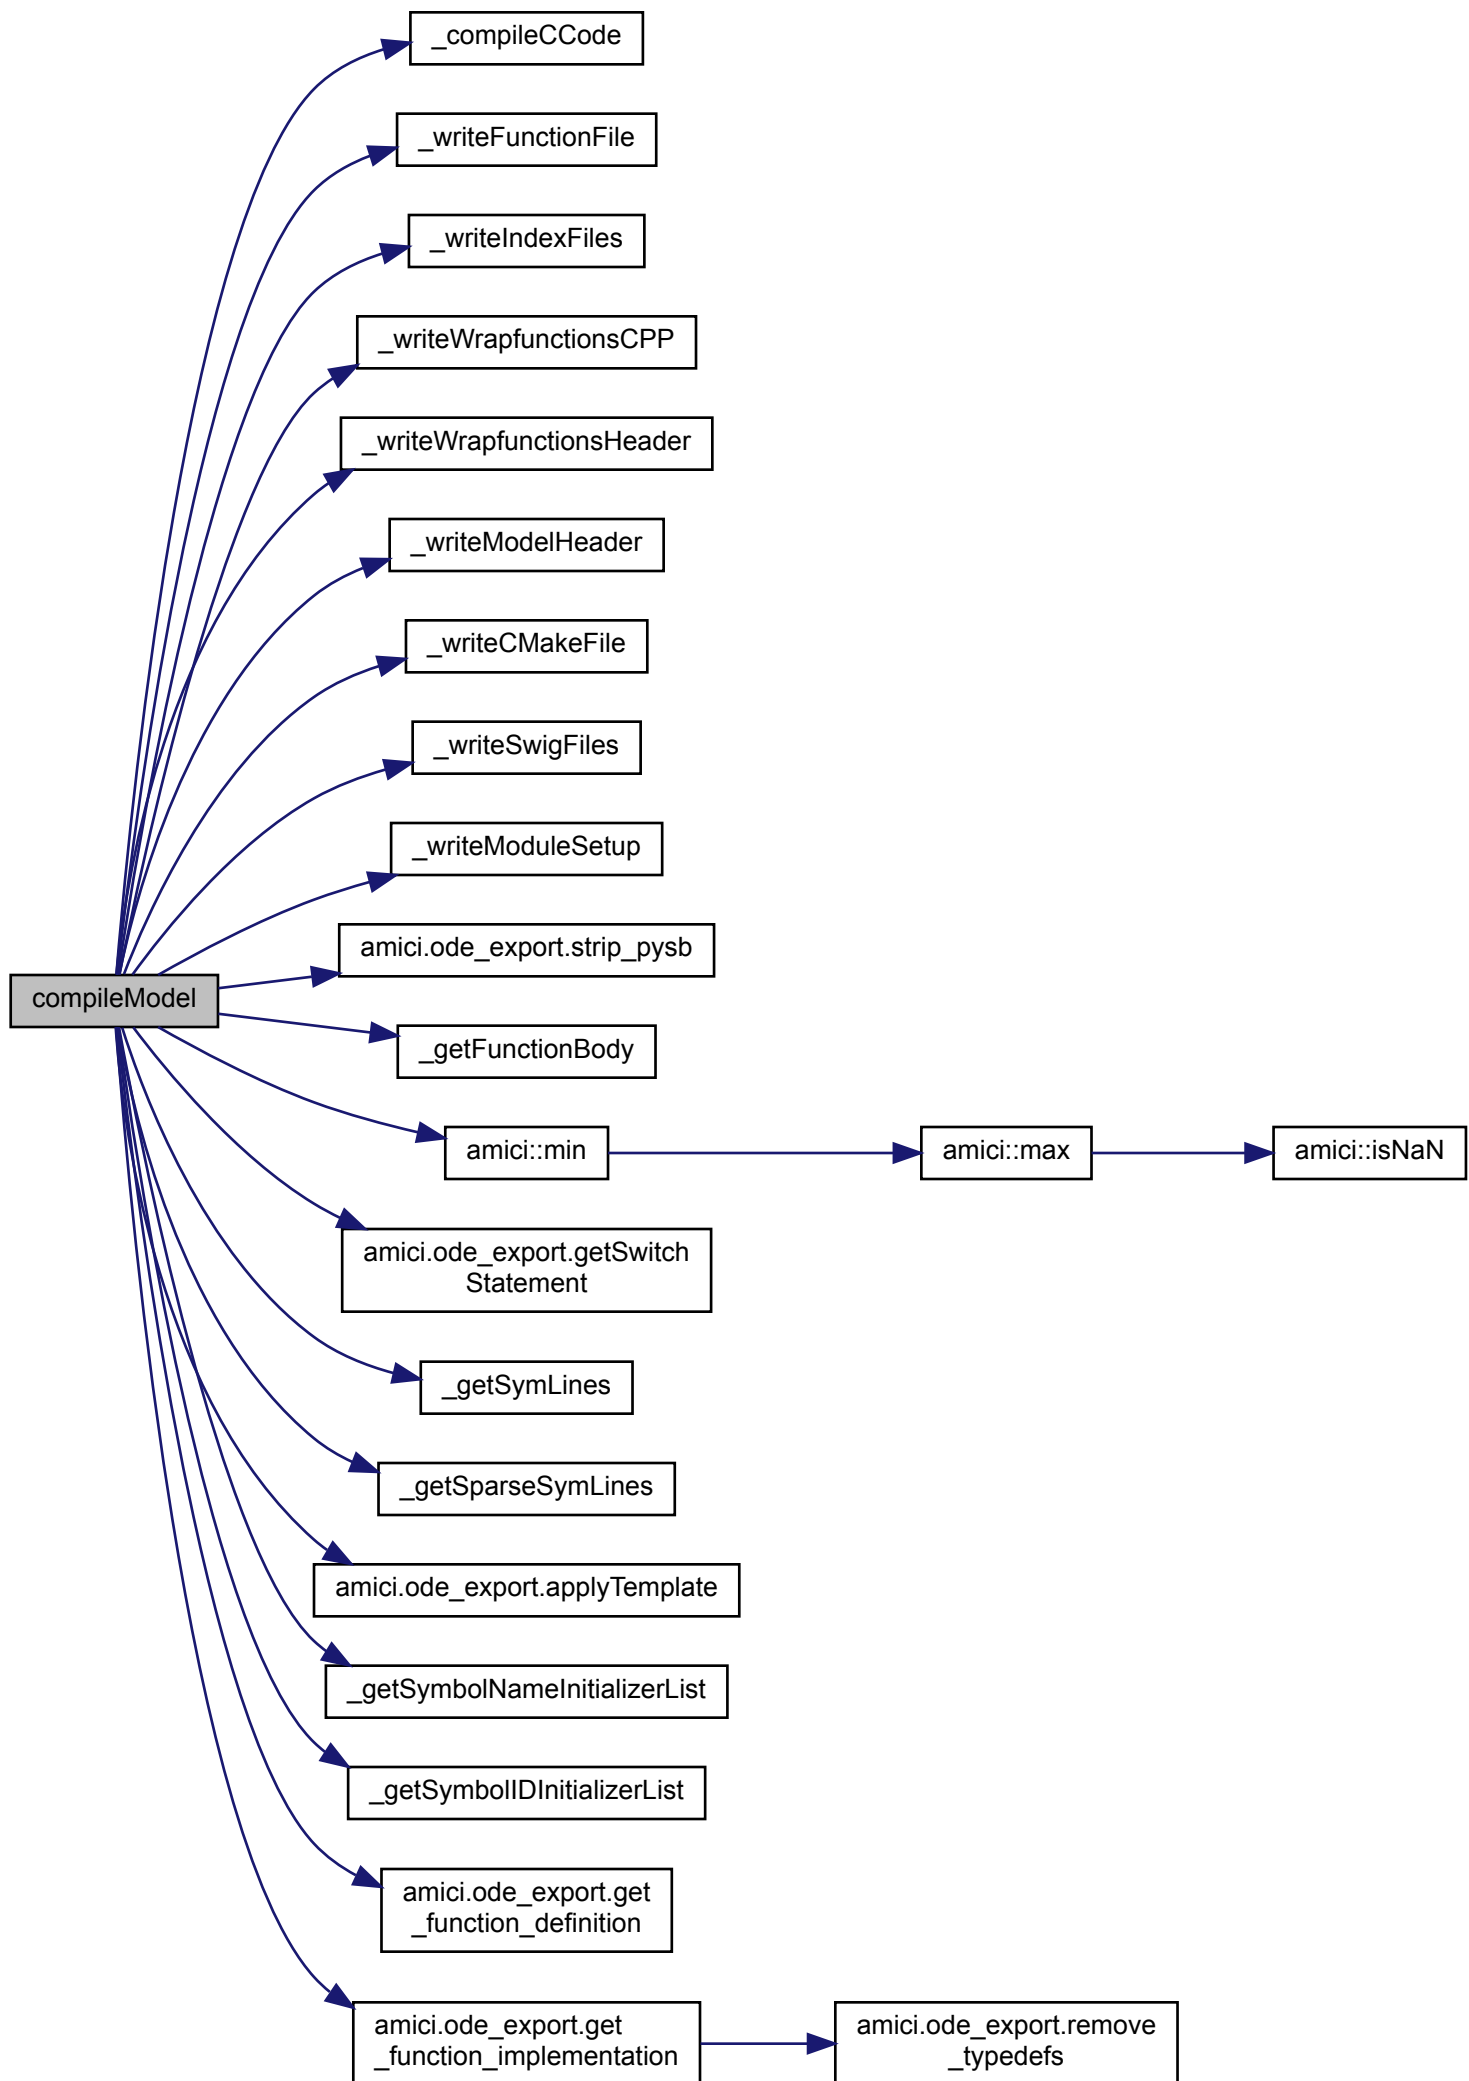 _compileCCode
_writeFunctionFile
_writeIndexFiles
_writeWrapfunctionsCPP
_writeWrapfunctionsHeader
_writeModelHeader
_writeCMakeFile
_writeSwigFiles
_writeModuleSetup
amici.ode_export.strip_pysb
compileModel
_getFunctionBody
amici::min
amici::max
amici::isNaN
amici.ode_export.getSwitch
Statement
_getSymLines
_getSparseSymLines
amici.ode_export.applyTemplate
_getSymbolNameInitializerList
_getSymbolIDInitializerList
amici.ode_export.get
_function_definition
amici.ode_export.get
_function_implementation
amici.ode_export.remove
_typedefs